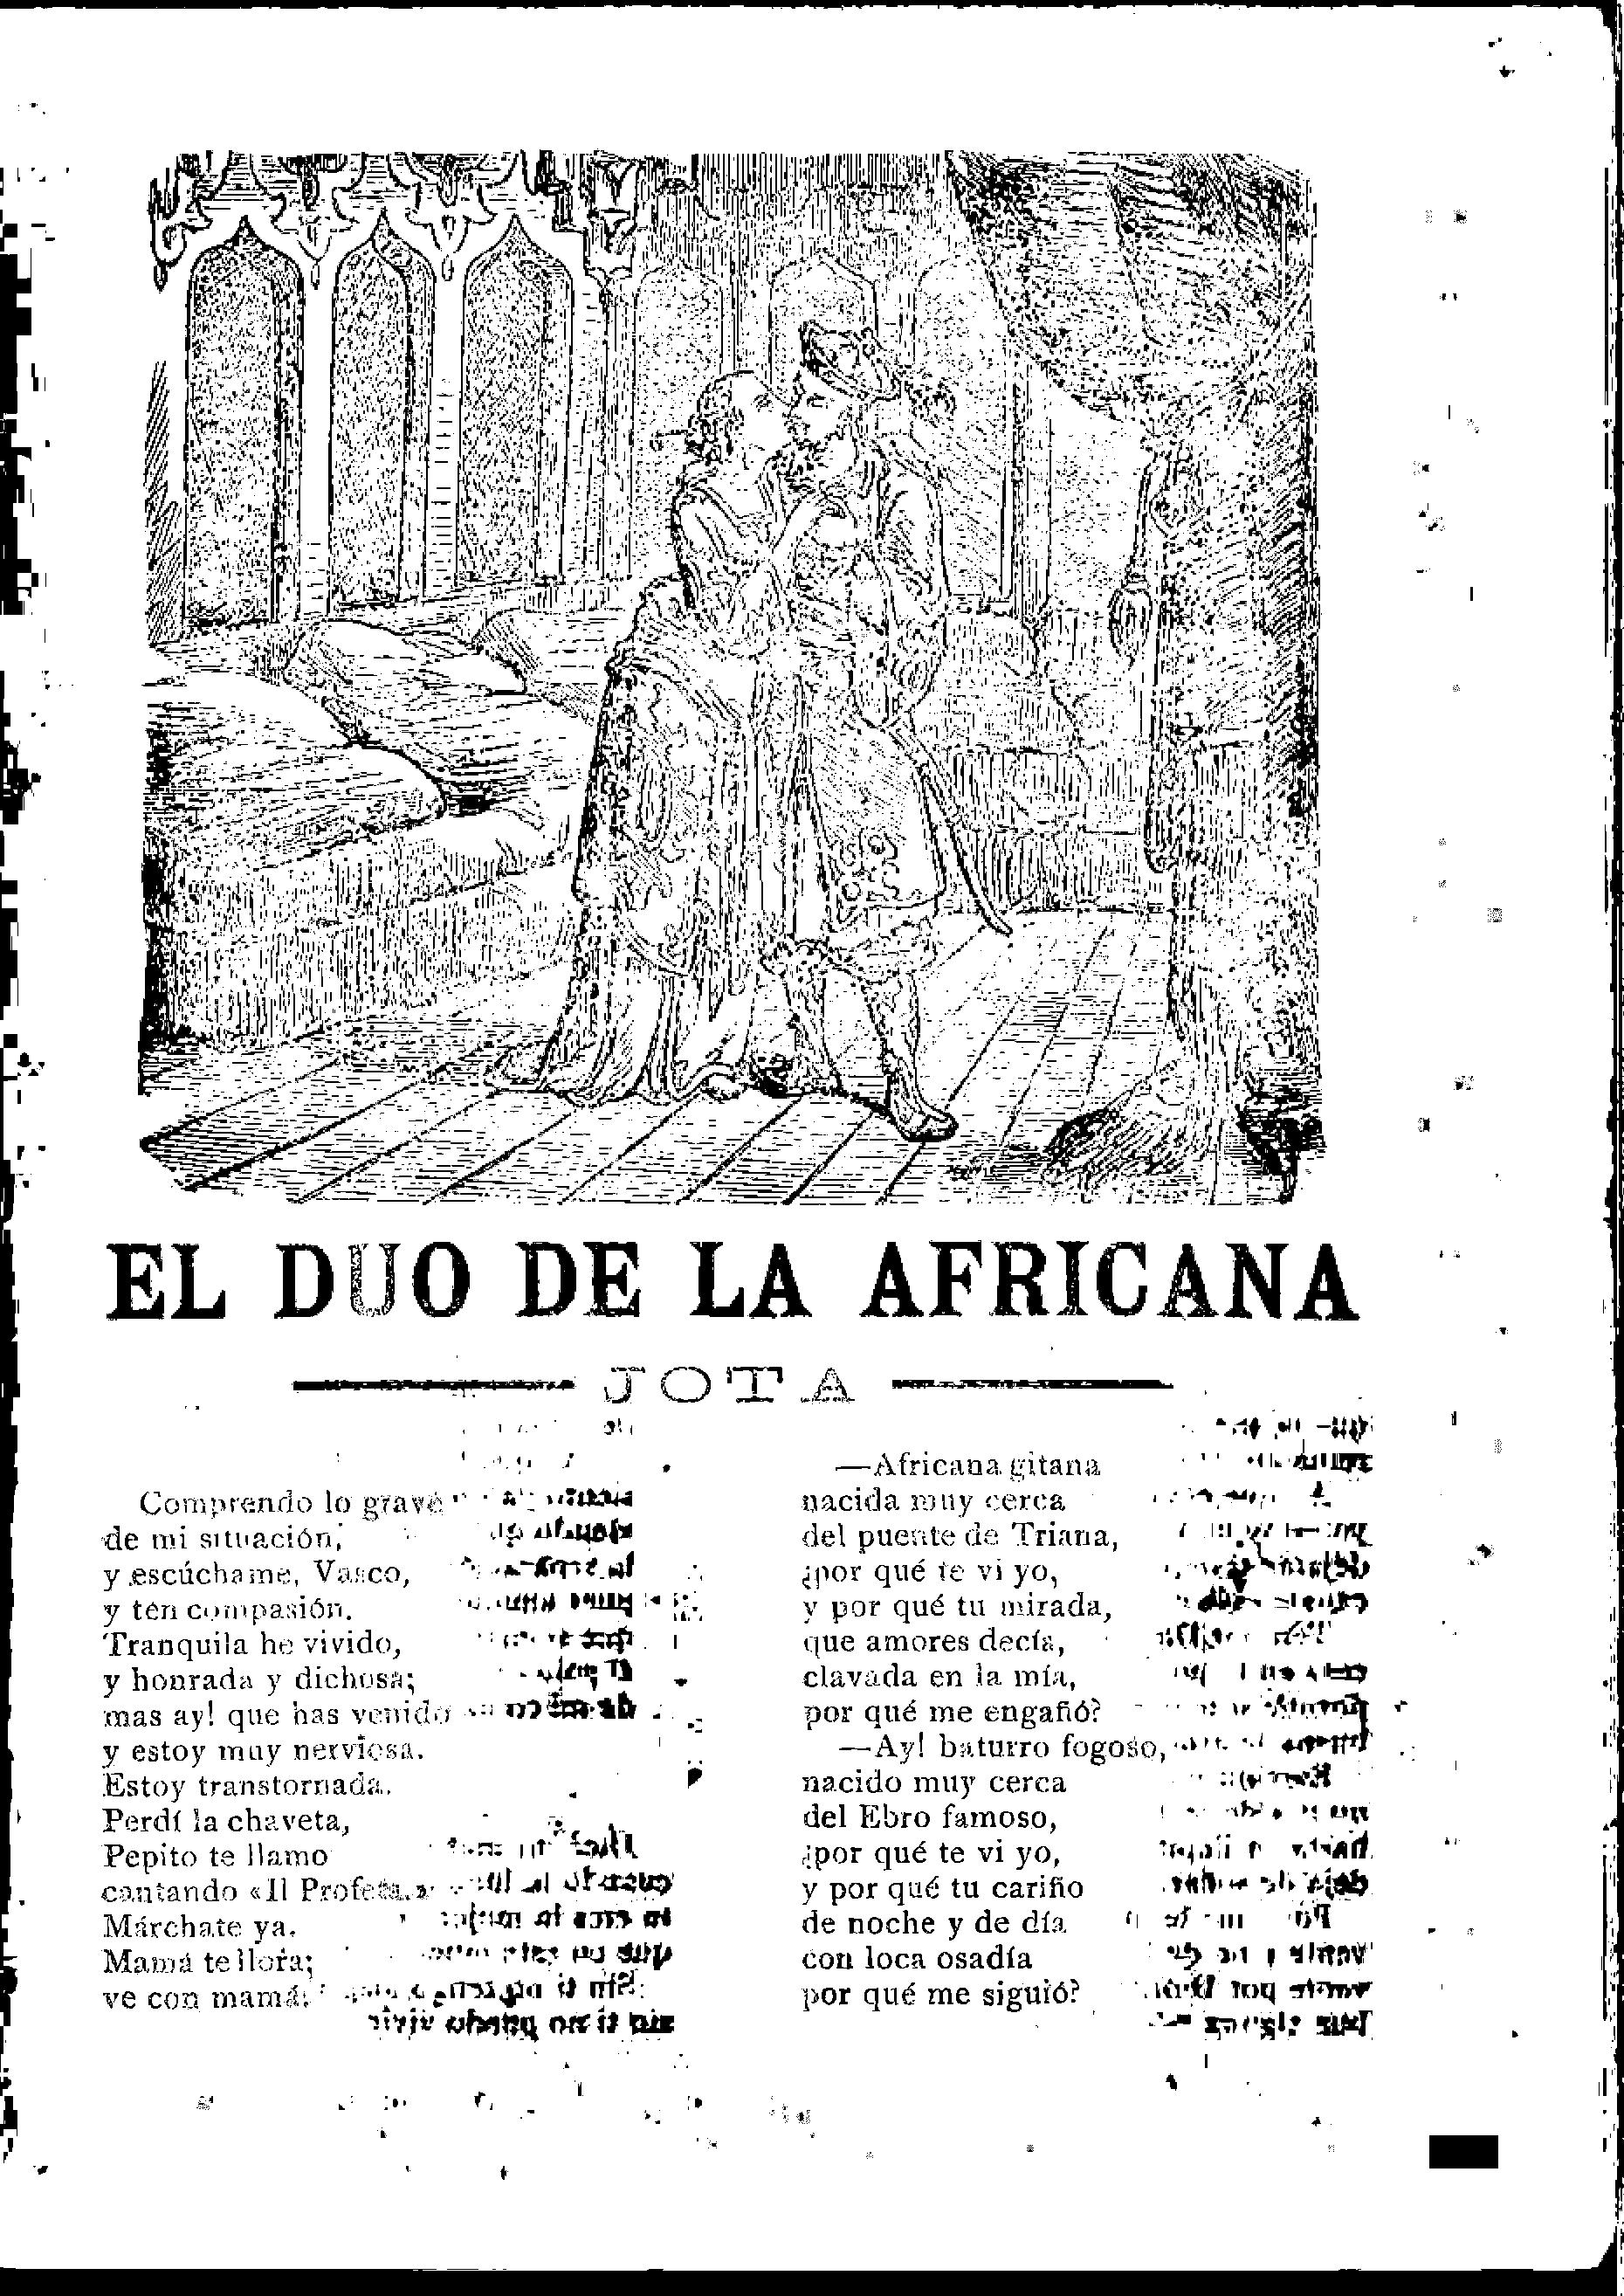 EL DUO DE LA AFRICANA
JOTA
Comprendo lo grave
de mi situación,
y escúchame, Vasco,
y ten compasión.
Tranquila he vivido,
y honrada y dichosa;
mas ay! que has venido
y estoy muy nerviosa.
Estoy transtornada.
Perdí la chaveta,
Pepito te llamo
cantando «Il Profeta.»
Márchate ya.
Mamá te llora;
ve con mamá.
—Africana gitana
nacida muy cerca
del puente de Triana,
¿por qué te vi yo,
y por qué tu mirada,
que amores decía,
clavada en la mía,
por qué me engañó?
—Ay! baturro fogoso,
nacido muy cerca
del Ebro famoso,
¿por qué te vi yo,
y por qué tu cariño
de noche y de día
con loca osadía
por qué me siguió?